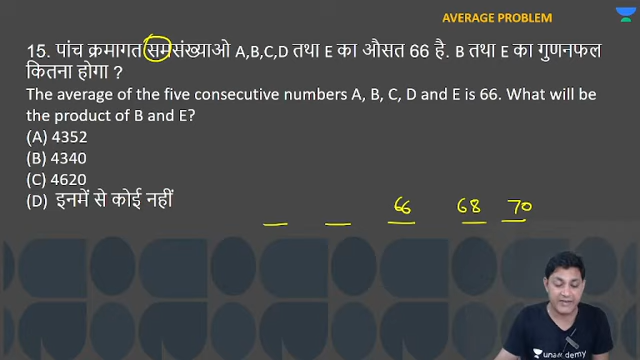 AVERAGE PROBLEM
15. पांच क्रमागत समसंख्याओ A,B,C,D तथा E का औसत 66 है. B तथा E का गुणनफल
कितना होगा ?
The average of the five consecutive numbers A, B, C, D and E is 66. What will be
the product of B and E?
(A) 4352
(B) 4340
(C) 4620
(D) इनमें से कोई नहीं
66 68 70